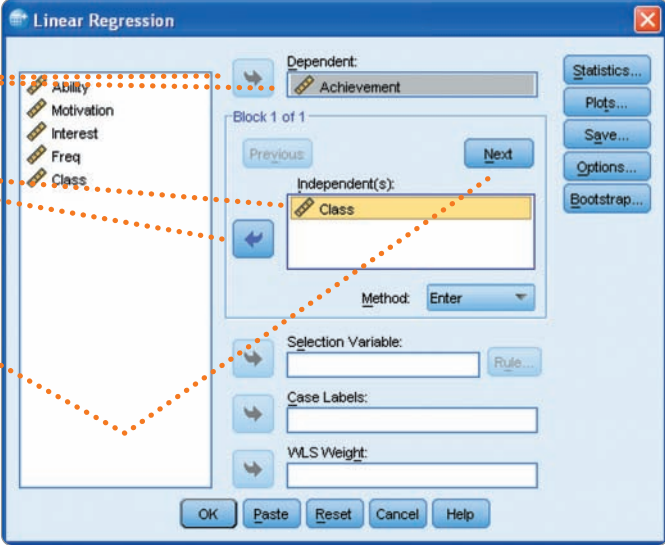 Linear Regression
Ability
Motivation
Interest
Freq
Class
Dependent:
Achievement
Block 1 of 1
Previous
Next
Independent(s):
Class
Method: Enter
Selection Variable:
Rule...
Case Labels:
WLS Weight:
Statistics...
Plots...
Save...
Options...
Bootstrap...
OK Paste Reset Cancel Help